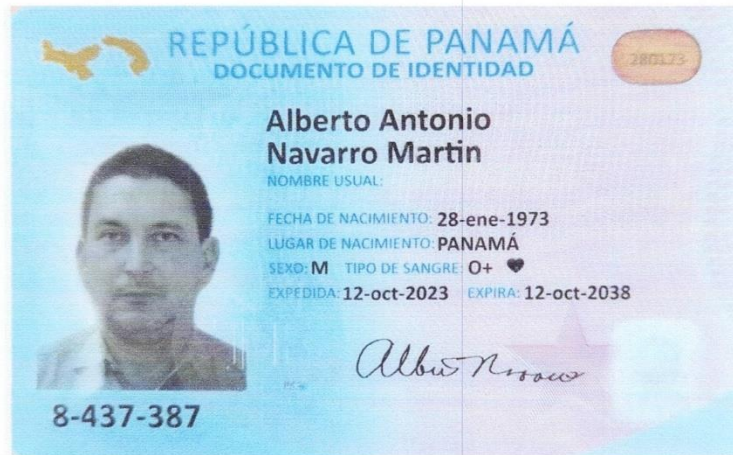 REPÚBLICA DE PANAMÁ
DOCUMENTO DE IDENTIDAD
280173
Alberto Antonio
Navarro Martin
NOMBRE USUAL:
FECHA DE NACIMIENTO: 28-ene-1973
LUGAR DE NACIMIENTO: PANAMÁ
SEXO: M TIPO DE SANGRE: O+
EXPEDIDA: 12-oct-2023 EXPIRA: 12-oct-2038
8-437-387